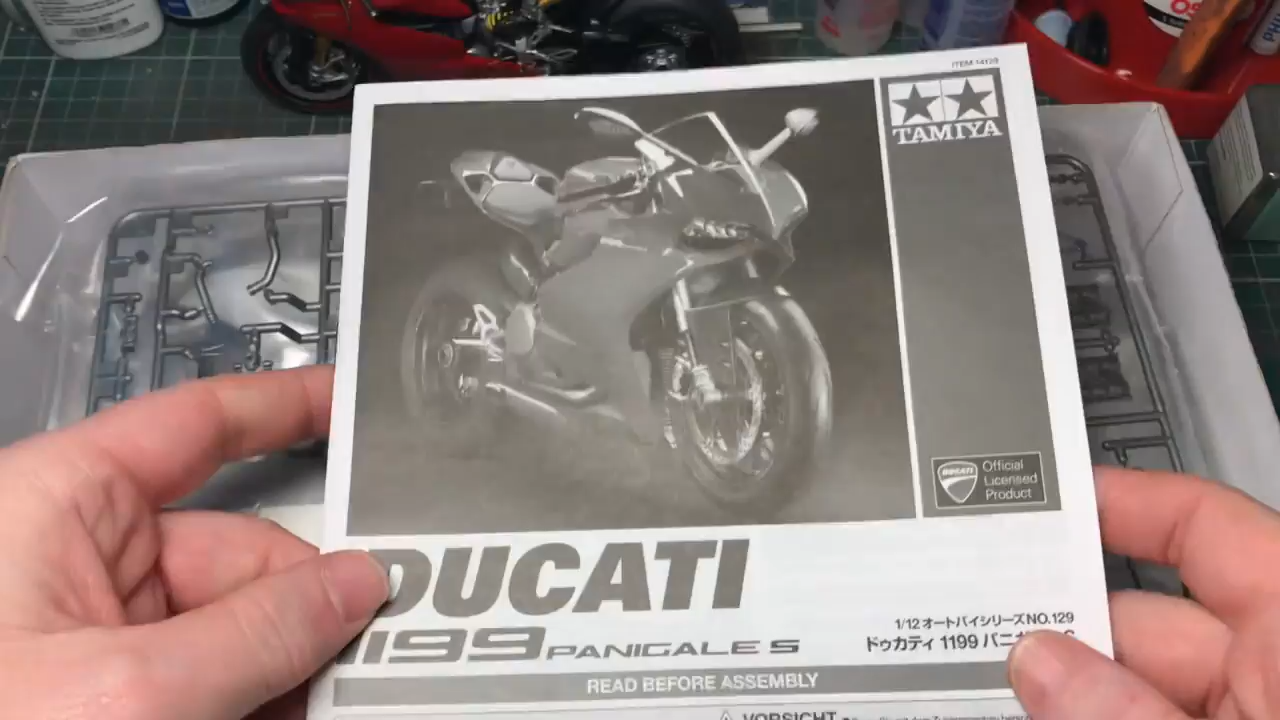 ITEM 14129
TAMIYA
DUCATI
Official
Licensed
Product
DUCATI
1199 PANIGALE S
1/12 オートバイシリーズNO.129
ドゥカティ 1199 パニ
READ BEFORE ASSEMBLY
VORSICHT